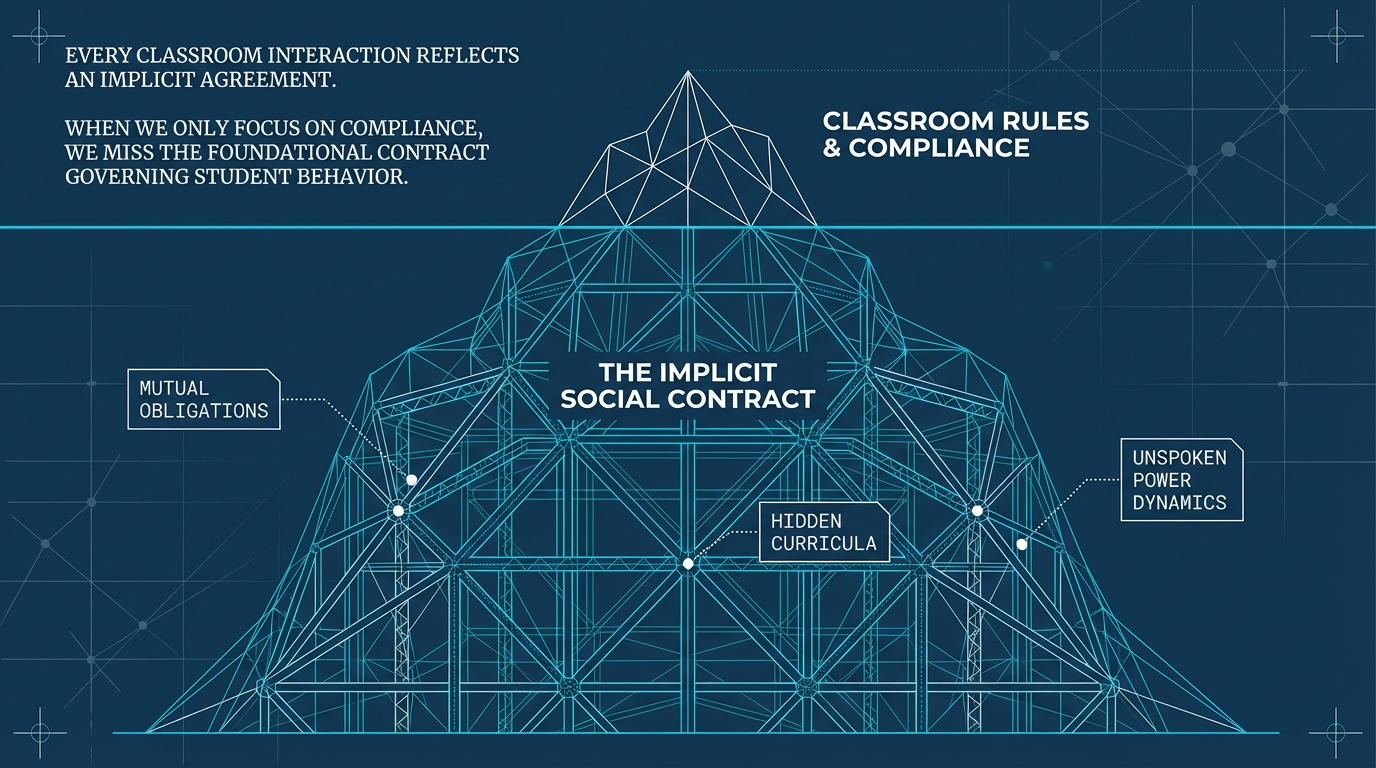 EVERY CLASSROOM INTERACTION REFLECTS
AN IMPLICIT AGREEMENT.
WHEN WE ONLY FOCUS ON COMPLIANCE,
WE MISS THE FOUNDATIONAL CONTRACT
GOVERNING STUDENT BEHAVIOR.
CLASSROOM RULES
& COMPLIANCE
THE IMPLICIT
SOCIAL CONTRACT
MUTUAL
OBLIGATIONS
HIDDEN
CURRICULA
UNSPOKEN
POWER
DYNAMICS